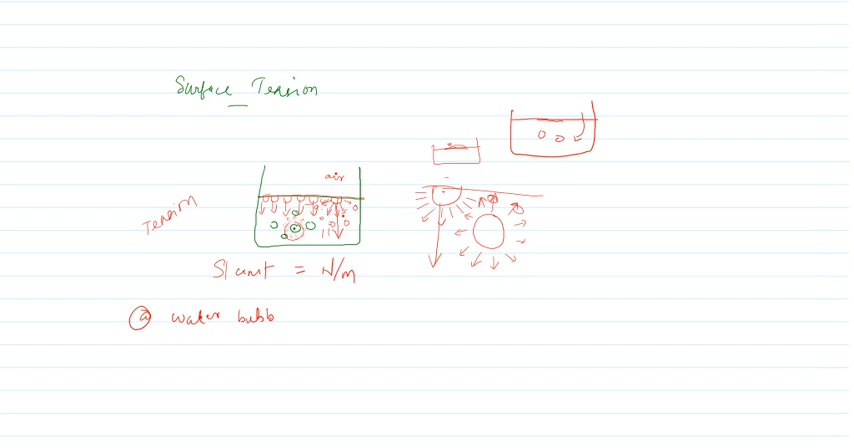 Surface Tension
air
Tension
SI unit = N/m
a water bubb